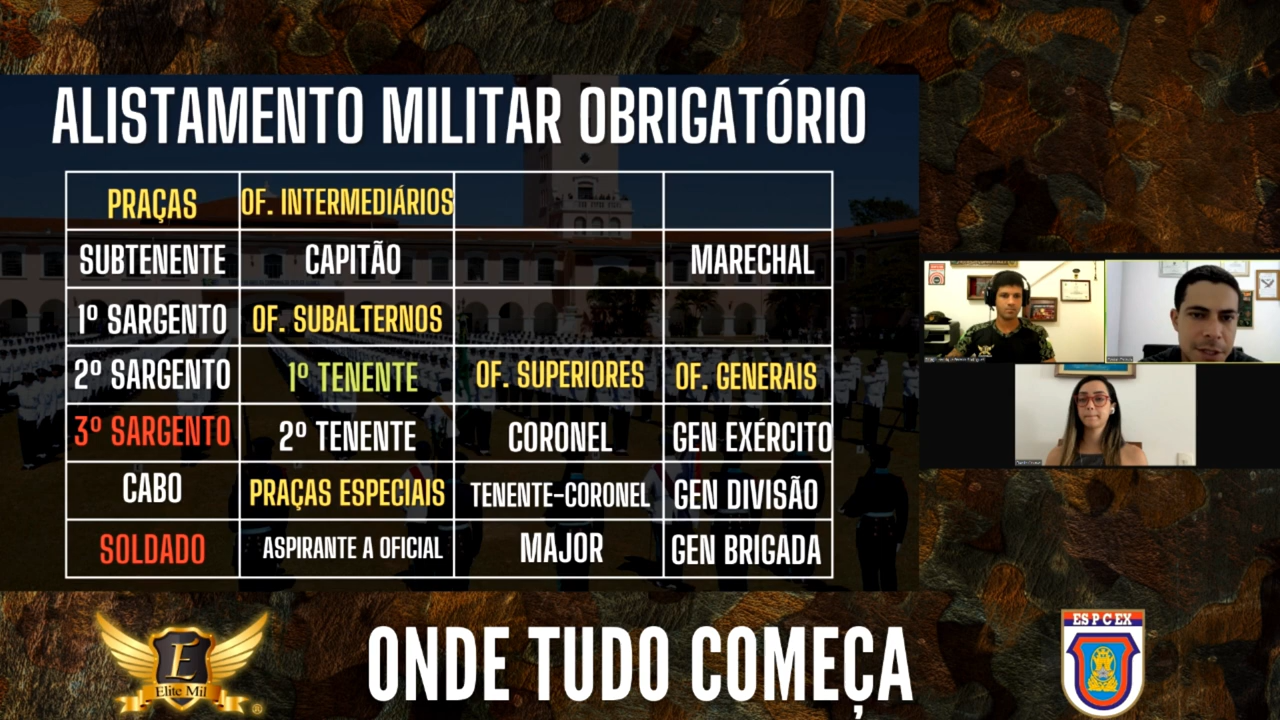 ALISTAMENTO MILITAR OBRIGATÓRIO
PRAÇAS OF. INTERMEDIÁRIOS
SUBTENENTE CAPITÃO MARECHAL
1º SARGENTO OF. SUBALTERNOS
2º SARGENTO 1º TENENTE OF. SUPERIORES OF. GENERAIS
3º SARGENTO 2º TENENTE CORONEL GEN EXÉRCITO
CABO PRAÇAS ESPECIAIS TENENTE-CORONEL GEN DIVISÃO
SOLDADO ASPIRANTE A OFICIAL MAJOR GEN BRIGADA
E
Elite Mil ®
ONDE TUDO COMEÇA
ESPCEX